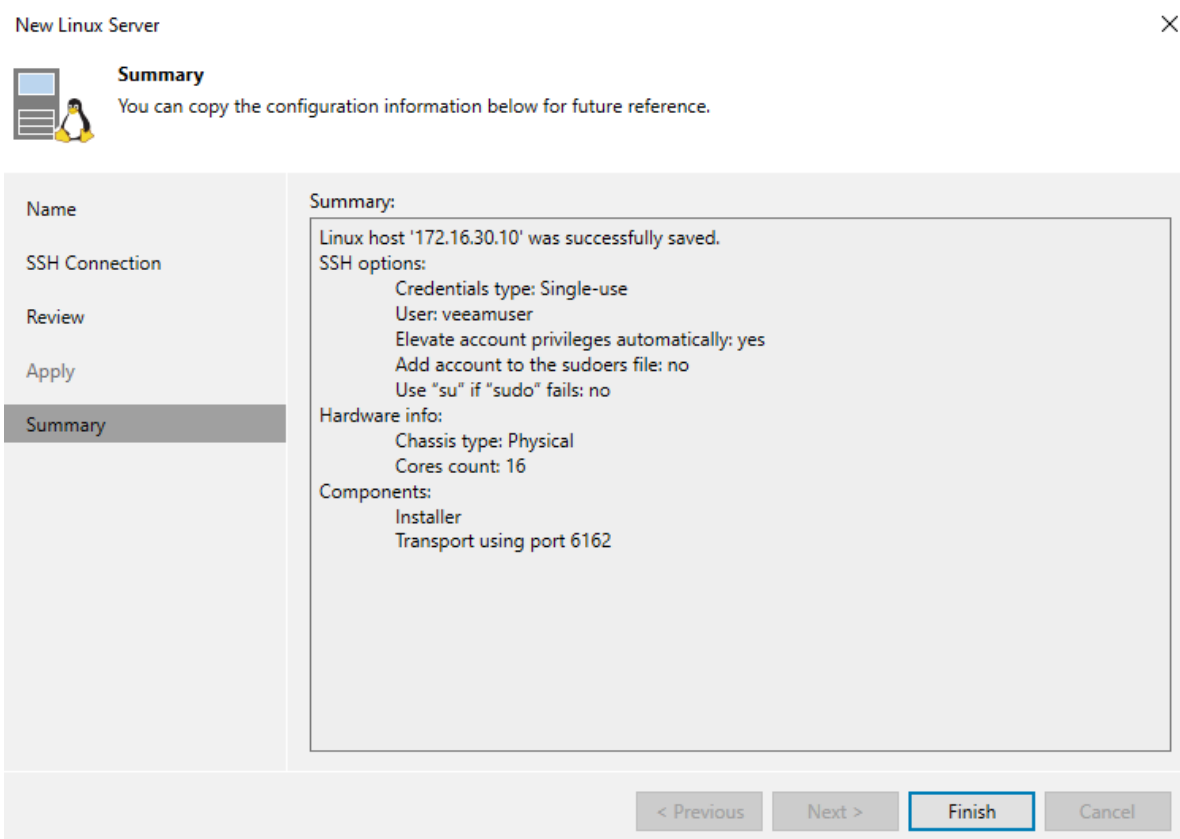 New Linux Server
Summary
You can copy the configuration information below for future reference.
Name
SSH Connection
Review
Apply
Summary
Summary:
Linux host '172.16.30.10' was successfully saved.
SSH options:
Credentials type: Single-use
User: veeamuser
Elevate account privileges automatically: yes
Add account to the sudoers file: no
Use “su” if “sudo” fails: no
Hardware info:
Chassis type: Physical
Cores count: 16
Components:
Installer
Transport using port 6162
< Previous
Next >
Finish
Cancel